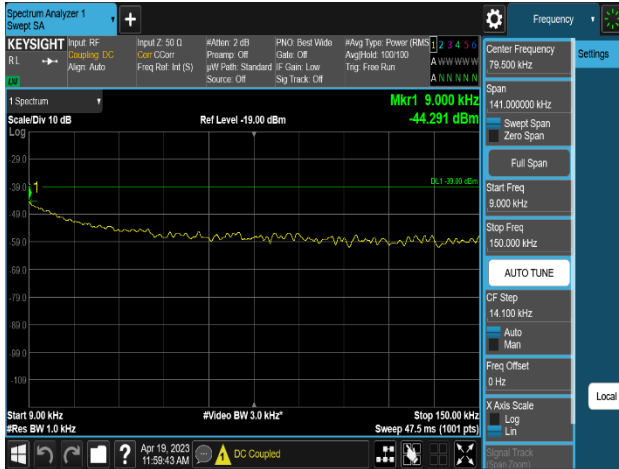 Spectrum Analyzer 1
Swept SA
Frequency
KEYSIGHT
R L
Input: RF
Coupling: DC
Align: Auto
Input Z: 50 Ω
Corr CCorr
Freq Ref: Int (S)
#Atten: 2 dB
Preamp: Off
µW Path: Standard
Source: Off
PNO: Best Wide
Gate: Off
IF Gain: Low
Sig Track: Off
#Avg Type: Power (RMS
Avg|Hold: 100/100
Trig: Free Run
1 2 3 4 5 6
A W W W W W
A N N N N N
Center Frequency
79.500 kHz
Settings
Span
141.000000 kHz
Swept Span
Zero Span
Full Span
Start Freq
9.000 kHz
Stop Freq
150.000 kHz
AUTO TUNE
CF Step
14.100 kHz
Auto
Man
Freq Offset
0 Hz
X Axis Scale
Log
Lin
Signal Track
(Span Zoom)
Local
1 Spectrum
Scale/Div 10 dB
Ref Level -19.00 dBm
Mkr1 9.000 kHz
-44.291 dBm
Log
-29.0
-39.0
-49.0
-59.0
-69.0
-79.0
-89.0
-99.0
-109
1
DL1 -39.00 dBm
Start 9.00 kHz
#Video BW 3.0 kHz*
Stop 150.00 kHz
#Res BW 1.0 kHz
Sweep 47.5 ms (1001 pts)
?
Apr 19, 2023
11:59:43 AM
DC Coupled